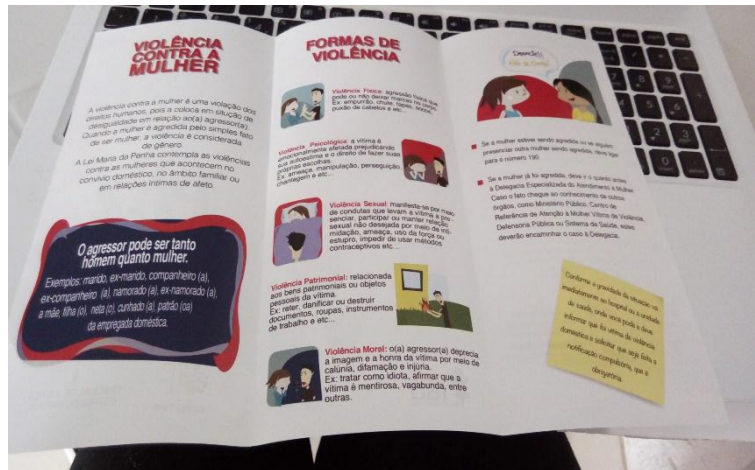 VIOLÊNCIA
CONTRA A
MULHER
A violência contra a mulher é uma violação dos
direitos humanos, pois a coloca em situção de
desigualdade em relação ao(a) agressor(a).
Quando a mulher é agredida pelo simples fato
de ser mulher, a violência é considerada
de gênero.
A Lei Maria da Penha contempla as violências
contra as mulheres que acontecem no
convívio doméstico, no âmbito familiar ou
em relações íntimas de afeto.
O agressor pode ser tanto
homem quanto mulher.
Exemplos: marido, ex-marido, companheiro (a),
ex-companheiro (a), namorado (a), ex-namorado (a),
a mãe, filha (o), neta (o), cunhado (a), patrão (oa)
da empregada doméstica.
FORMAS DE
VIOLÊNCIA
Violência Física: agressão física que
pode ou não deixar marcas no corpo.
Ex: empurrão, chute, tapas, socos,
puxão de cabelos e etc...
Violência Psicológica: a vítima é
emocionalmente afetada prejudicando
sua autoestima e o direito de fazer suas
próprias escolhas.
Ex: ameaça, manipulação, perseguição
chantagem e etc...
Violência Sexual: manifesta-se por meio
de condutas que levam a vítima a pre-
senciar, participar ou manter relação
sexual não desejada por meio de inti-
midação, ameaça, uso da força ou
estupro, impedir de usar métodos
contraceptivos etc...
Violência Patrimonial: relacionada
aos bens patrimoniais ou objetos
pessoais da vítima.
Ex: reter, danificar ou destruir
documentos, roupas, instrumentos
de trabalho e etc...
Violência Moral: o(a) agressor(a) deprecia
a imagem e a honra da vítima por meio de
calúnia, difamação e injúria.
Ex: tratar como idiota, afirmar que a
vítima é mentirosa, vagabunda, entre
outras.
Se a mulher estiver sendo agredida ou se alguém
presenciar outra mulher sendo agredida, deve ligar
para o número 190.
Se a mulher já foi agredida, deve ir o quanto antes
à Delegacia Especializada do Atendimento à Mulher.
Caso o fato chegue ao conhecimento de outros
órgãos, como Ministério Público, Centro de
Referência de Atenção à Mulher Vítima de Violência,
Defensoria Pública ou Sistema de Saúde, estes
deverão encaminhar o caso à Delegacia.
Conforme a gravidade da situação vá
imediatamente ao hospital ou à unidade
de saúde, onde você pode e deve
informar que foi vítima de violência
doméstica e solicitar que seja feita a
notificação compulsória, que é
obrigatória.